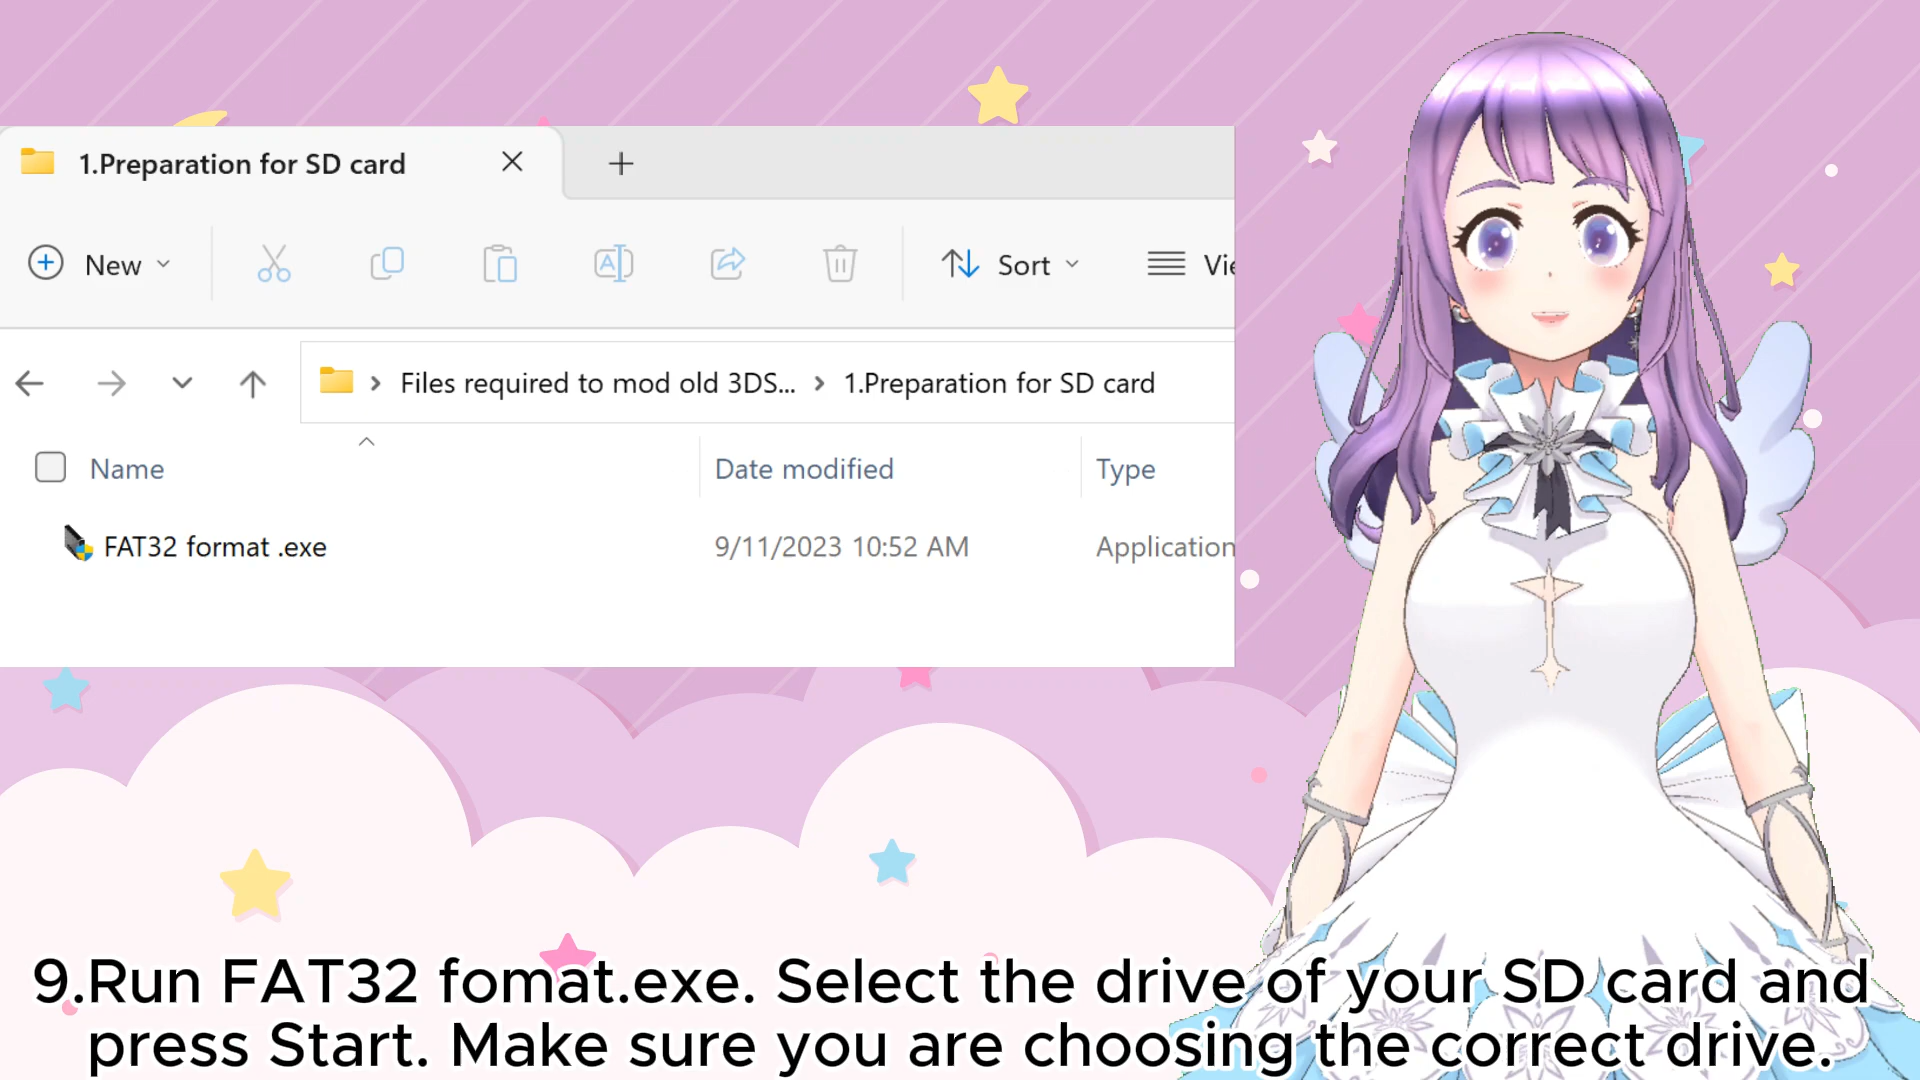 1.Preparation for SD card
New
Sort
Vie
Files required to mod old 3DS... > 1.Preparation for SD card
Name
Date modified
Type
FAT32 format .exe
9/11/2023 10:52 AM
Application
9.Run FAT32 fomat.exe. Select the drive of your SD card and
press Start. Make sure you are choosing the correct drive.